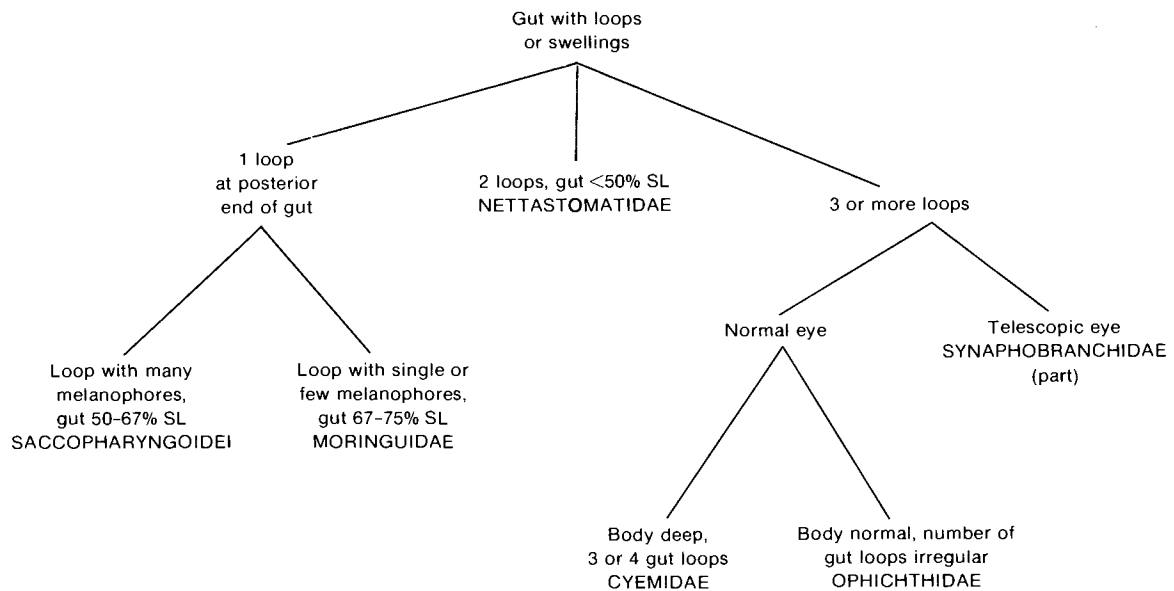 Gut with loops
or swellings
1 loop
at posterior
end of gut
2 loops, gut <50% SL
NETTASTOMATIDAE
3 or more loops
Normal eye
Telescopic eye
SYNAPHOBRANCHIDAE
(part)
Loop with many
melanophores,
gut 50–67% SL
SACCOPHARYNGOIDEI
Loop with single or
few melanophores,
gut 67–75% SL
MORINGUIDAE
Body deep,
3 or 4 gut loops
CYEMIDAE
Body normal, number of
gut loops irregular
OPHICHTHIDAE